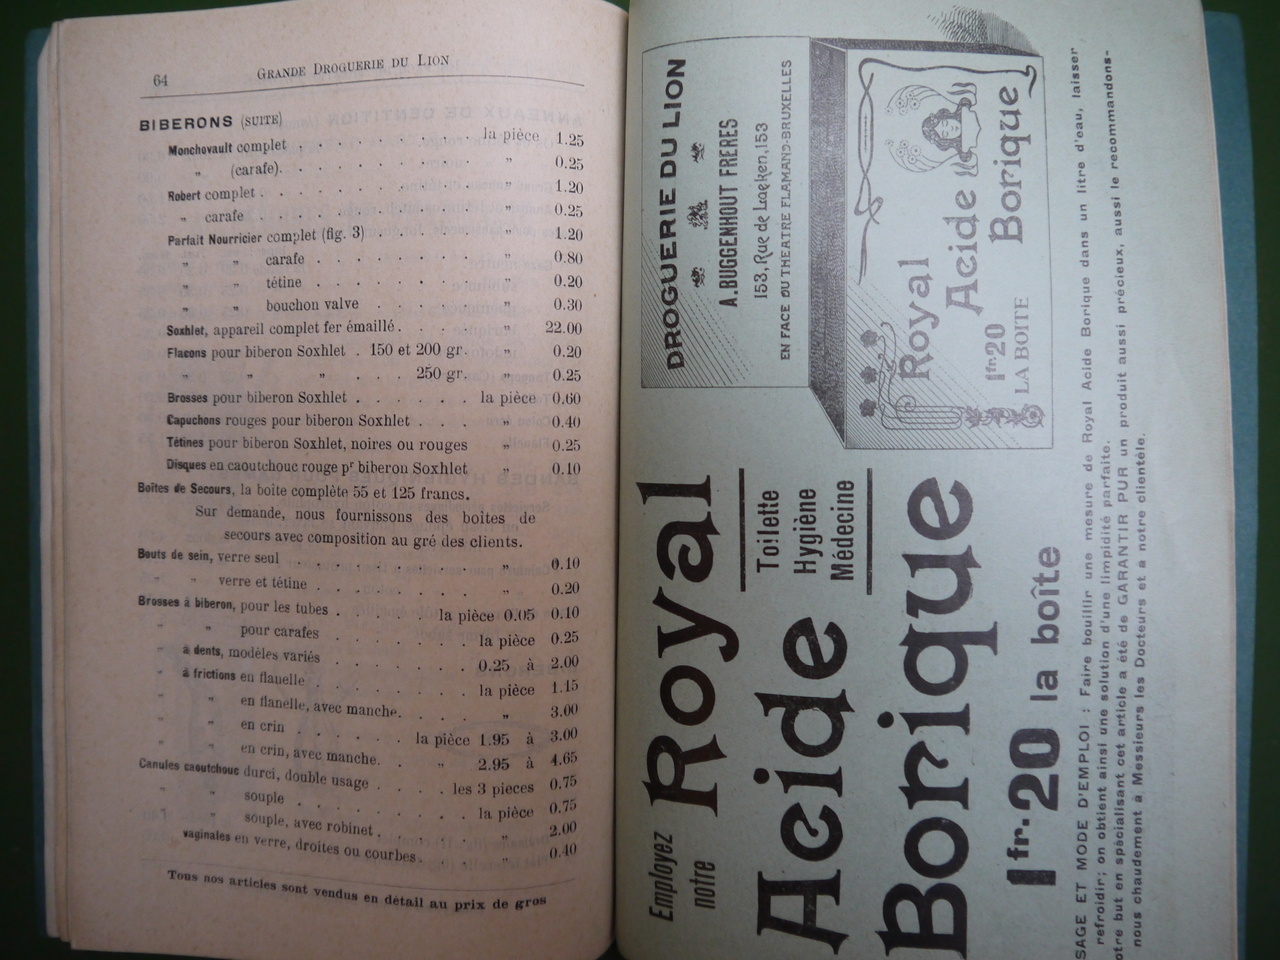 64 GRANDE DROGUERIE DU LION
BIBERONS (SUITE)
Monchovault complet . . . . . . . . la pièce 1.25
" (carafe). . . . . . . . . " 0.25
Robert complet . . . . . . . . . " 1.20
" carafe . . . . . . . . . " 0.25
Parfait Nourricier complet (fig. 3) . . . . " 1.20
" " carafe . . . . . . . " 0.80
" " tétine . . . . . . . " 0.20
" " bouchon valve . . . . " 0.30
Soxhlet, appareil complet fer émaillé . . . . " 22.00
Flacons pour biberon Soxhlet . 150 et 200 gr. . " 0.20
" " " . . . 250 gr. . " 0.25
Brosses pour biberon Soxhlet . . . . . . la pièce 0.60
Capuchons rouges pour biberon Soxhlet . . . " 0.40
Tétines pour biberon Soxhlet, noires ou rouges " 0.25
Disques en caoutchouc rouge pr biberon Soxhlet " 0.10
Boîtes de Secours, la boîte complète 55 et 125 francs.
Sur demande, nous fournissons des boîtes de
secours avec composition au gré des clients.
Bouts de sein, verre seul . . . . . . . " 0.10
" " verre et tétine . . . . . . " 0.20
Brosses à biberon, pour les tubes . . . la pièce 0.05 0.10
" " pour carafes . . . . . la pièce 0.25
" à dents, modèles variés . . . . . 0.25 à 2.00
" à frictions en flanelle . . . . . . la pièce 1.15
" " en flanelle, avec manche. . . . " 3.00
" " en crin . . . . . la pièce 1.95 à 3.00
" " en crin, avec manche. . " 2.95 à 4.65
Canules caoutchouc durci, double usage . . . les 3 pieces 0.75
" " souple . . . . . . . la pièce 0.75
" " souple, avec robinet . . . . " 2.00
" vaginales en verre, droites ou courbes. . . " 0.40
Tous nos articles sont vendus en détail au prix de gros
Employez
notre
Royal
Toilette
Hygiène
Médecine
Acide
Borique
1fr.20 la boîte
DROGUERIE DU LION
A. BUGGENHOUT FRERES
153, Rue de Laeken, 153
EN FACE DU THEATRE FLAMAND-BRUXELLES
Royal
Acide
Borique
1fr.20
LA BOITE
SAGE ET MODE D'EMPLOI : Faire bouillir une mesure de Royal Acide Borique dans un litre d'eau, laisser
refroidir; on obtient ainsi une solution d'une limpidité parfaite.
otre but en spécialisant cet article a été de GARANTIR PUR un produit aussi précieux, aussi le recommandons-
nous chaudement à Messieurs les Docteurs et à notre clientèle.